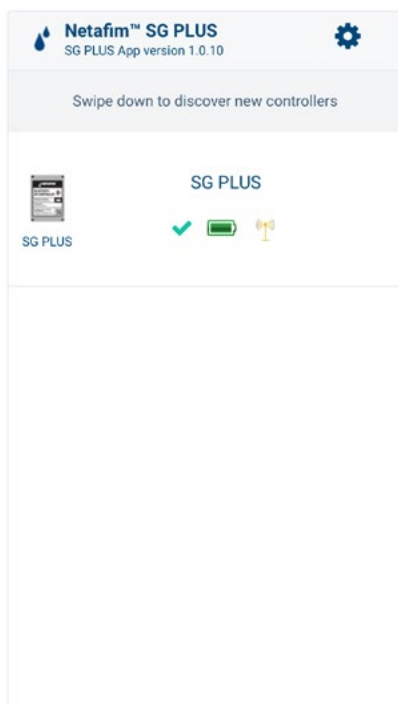 Netafim™ SG PLUS
SG PLUS App version 1.0.10
Swipe down to discover new controllers
SG PLUS
SG PLUS